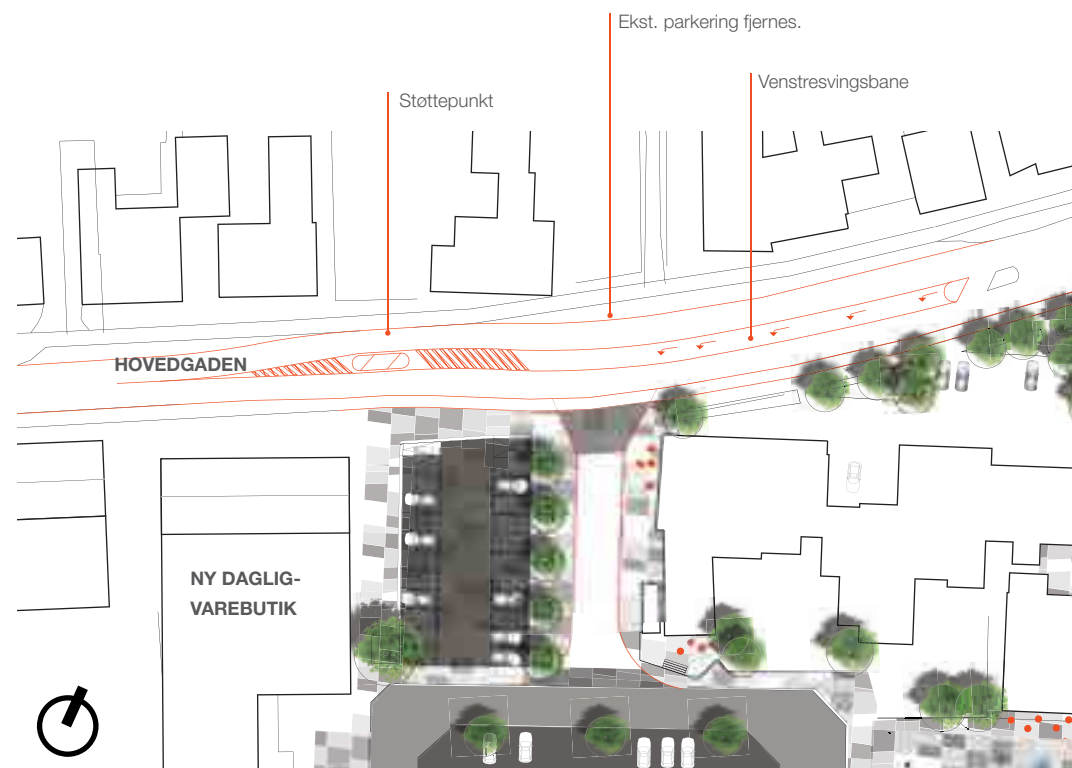 Ekst. parkering fjernes.
Venstresvingsbane
Støttepunkt
HOVEDGADEN
NY DAGLIG-
VAREBUTIK